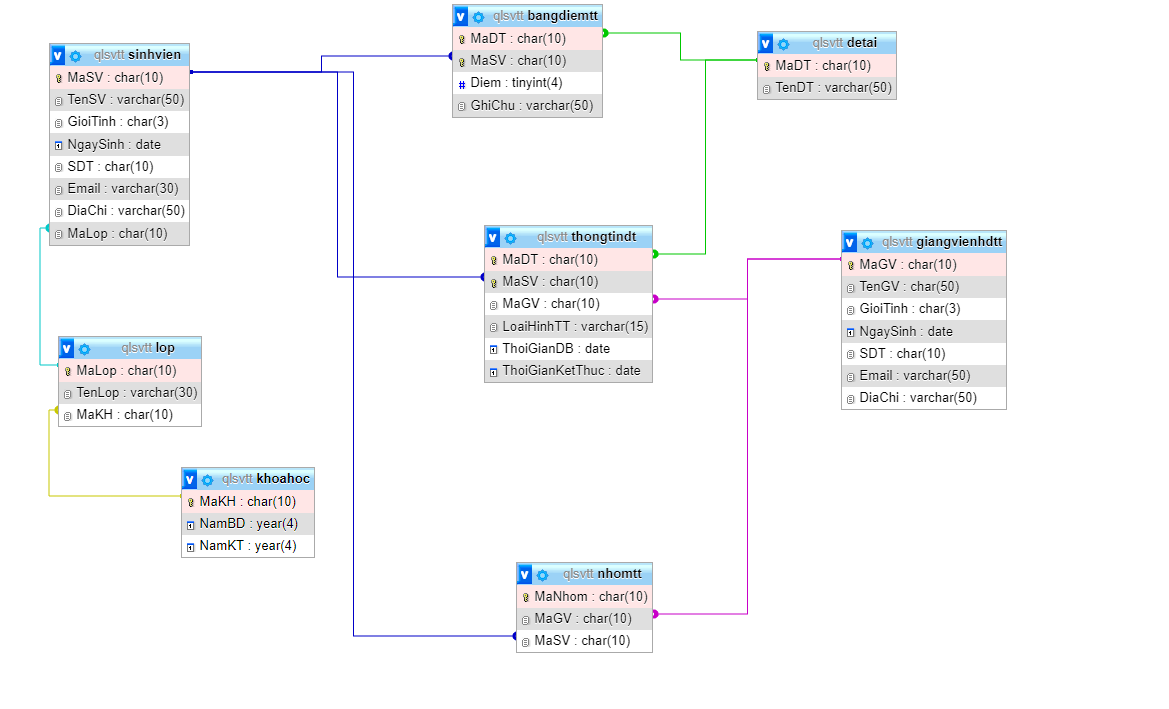 qlsvtt sinhvien
MaSV : char(10)
TenSV : varchar(50)
GioiTinh : char(3)
NgaySinh : date
SDT : char(10)
Email : varchar(30)
DiaChi : varchar(50)
MaLop : char(10)
qlsvtt bangdiemtt
MaDT : char(10)
MaSV : char(10)
Diem : tinyint(4)
GhiChu : varchar(50)
qlsvtt detai
MaDT : char(10)
TenDT : varchar(50)
qlsvtt thongtindt
MaDT : char(10)
MaSV : char(10)
MaGV : char(10)
LoaiHinhTT : varchar(15)
ThoiGianDB : date
ThoiGianKetThuc : date
qlsvtt giangvienhdtt
MaGV : char(10)
TenGV : char(50)
GioiTinh : char(3)
NgaySinh : date
SDT : char(10)
Email : varchar(50)
DiaChi : varchar(50)
qlsvtt lop
MaLop : char(10)
TenLop : varchar(30)
MaKH : char(10)
qlsvtt khoahoc
MaKH : char(10)
NamBD : year(4)
NamKT : year(4)
qlsvtt nhomtt
MaNhom : char(10)
MaGV : char(10)
MaSV : char(10)